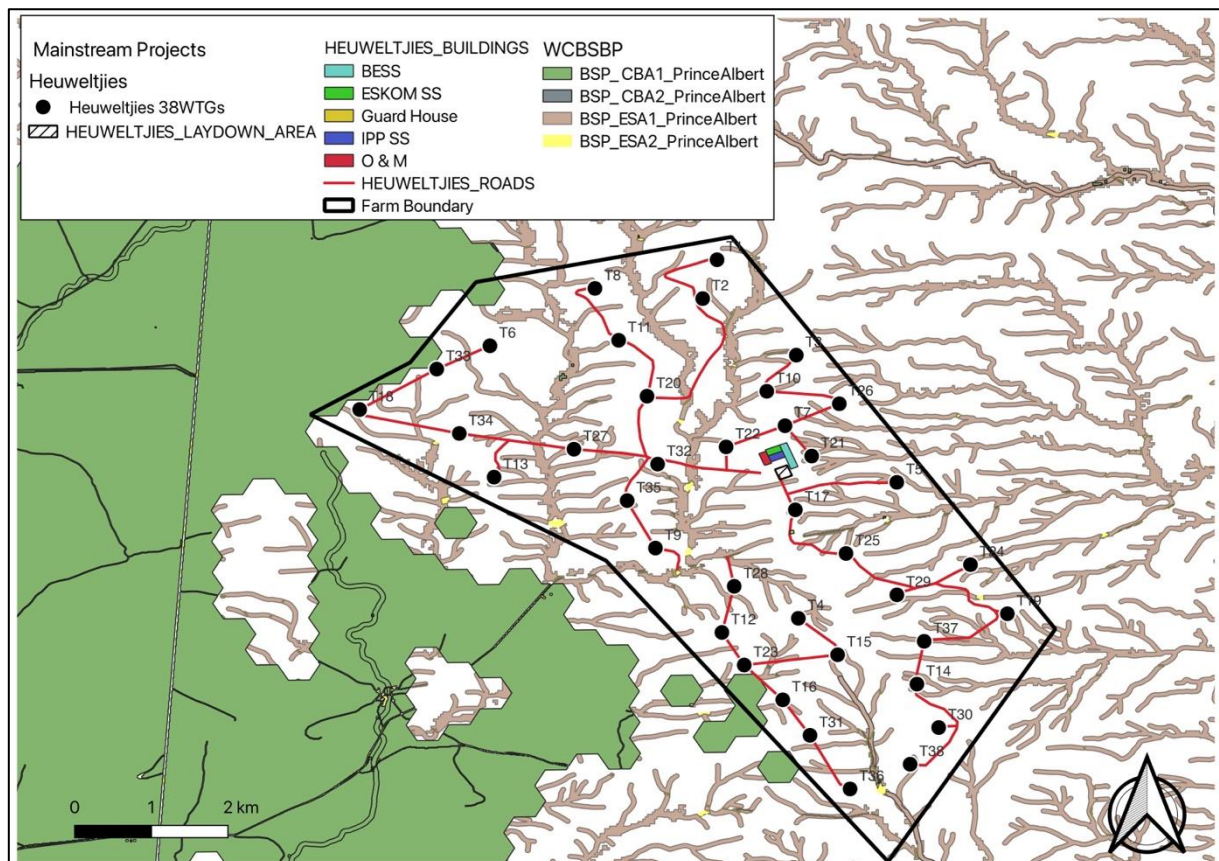 Mainstream Projects
Heuweltjies
Heuweltjies 38WTGs
HEUWELTJIES_LAYDOWN_AREA
HEUWELTJIES_BUILDINGS
BESS
ESKOM SS
Guard House
IPP SS
O & M
HEUWELTJIES_ROADS
Farm Boundary
WCBSBP
BSP_CBA1_PrinceAlbert
BSP_CBA2_PrinceAlbert
BSP_ESA1_PrinceAlbert
BSP_ESA2_PrinceAlbert
T1
T8
T2
T11
T6
T3
T33
T10
T20
T26
T18
T7
T34
T22
T27
T21
T32
T13
T5
T35
T17
T9
T25
T24
T28
T29
T19
T4
T12
T37
T15
T23
T14
T16
T30
T31
T38
T36
0 1 2 km